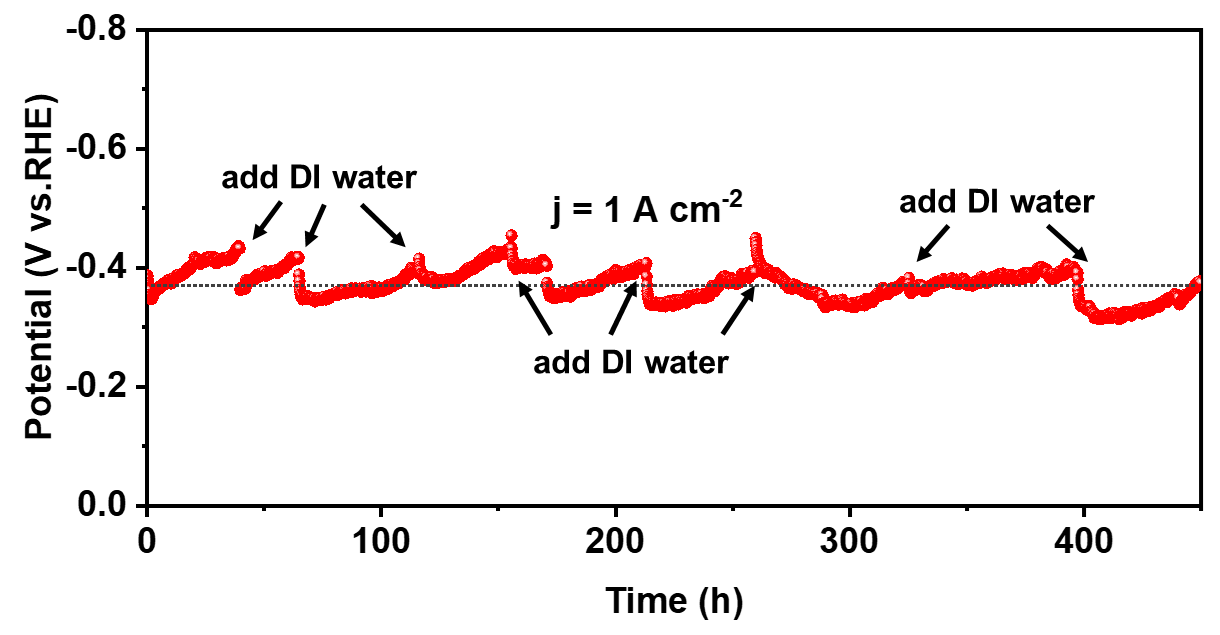 -0.8
-0.6
-0.4
-0.2
0.0
Potential (V vs.RHE)
add DI water
j = 1 A cm⁻²
add DI water
add DI water
0 100 200 300 400
Time (h)